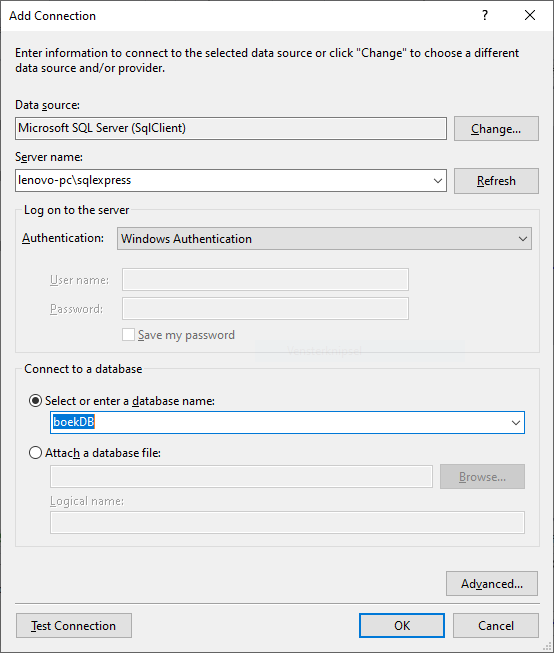 Add Connection
?
Enter information to connect to the selected data source or click "Change" to choose a different
data source and/or provider.
Data source:
Microsoft SQL Server (SqlClient)
Change...
Server name:
lenovo-pc\sqlexpress
Refresh
Log on to the server
Authentication:
Windows Authentication
User name:
Password:
Save my password
Connect to a database
Select or enter a database name:
boekDB
Attach a database file:
Browse...
Logical name:
Advanced...
Test Connection
OK
Cancel